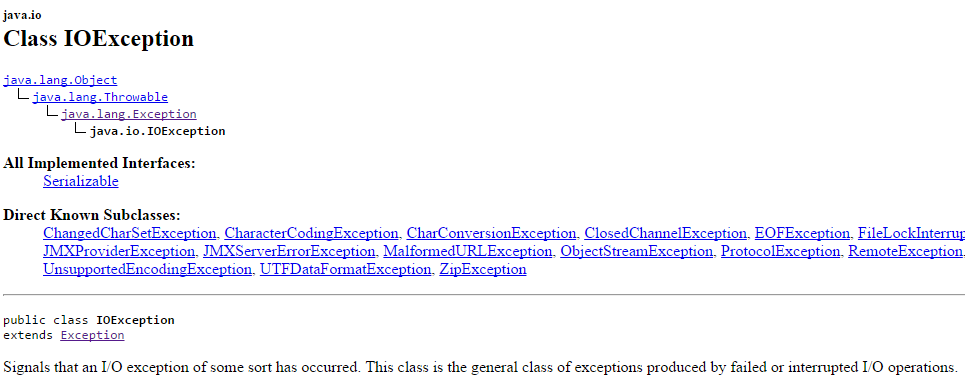 java.io
Class IOException
java.lang.Object
java.lang.Throwable
java.lang.Exception
java.io.IOException
All Implemented Interfaces:
Serializable
Direct Known Subclasses:
ChangedCharSetException, CharacterCodingException, CharConversionException, ClosedChannelException, EOFException, FileLockInterrup
JMXProviderException, JMXServerErrorException, MalformedURLException, ObjectStreamException, ProtocolException, RemoteException,
UnsupportedEncodingException, UTFDataFormatException, ZipException
public class IOException
extends Exception
Signals that an I/O exception of some sort has occurred. This class is the general class of exceptions produced by failed or interrupted I/O operations.